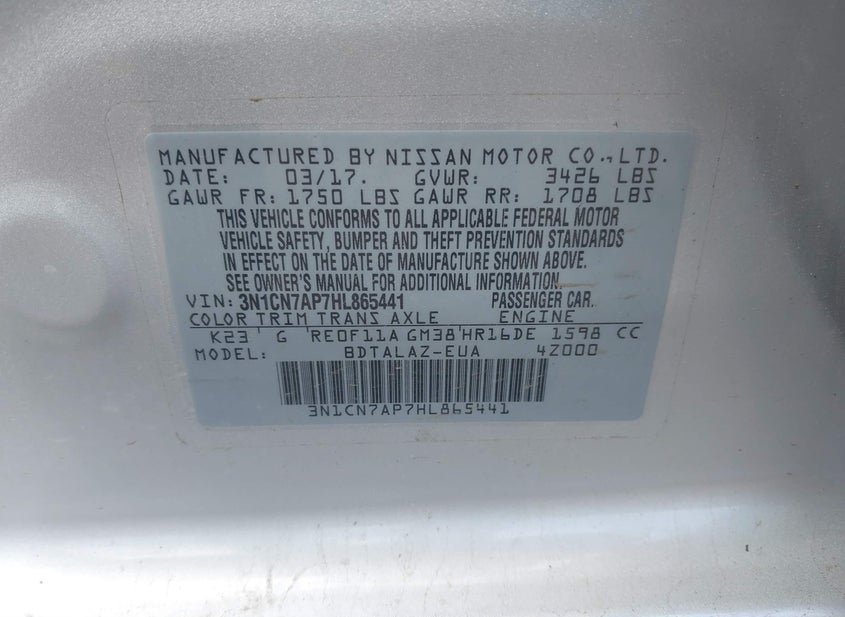 MANUFACTURED BY NISSAN MOTOR CO., LTD.
DATE: 03/17. GVWR: 3426 LBS
GAWR FR: 1750 LBS GAWR RR: 1708 LBS
THIS VEHICLE CONFORMS TO ALL APPLICABLE FEDERAL MOTOR
VEHICLE SAFETY, BUMPER AND THEFT PREVENTION STANDARDS
IN EFFECT ON THE DATE OF MANUFACTURE SHOWN ABOVE.
SEE OWNER'S MANUAL FOR ADDITIONAL INFORMATION.
VIN: 3N1CN7AP7HL865441 PASSENGER CAR.
COLOR TRIM TRANS AXLE ENGINE
K23 G RE0F11A GM38 HR16DE 1598 CC
MODEL: BDTALAZ-EUA 4Z000
3N1CN7AP7HL865441